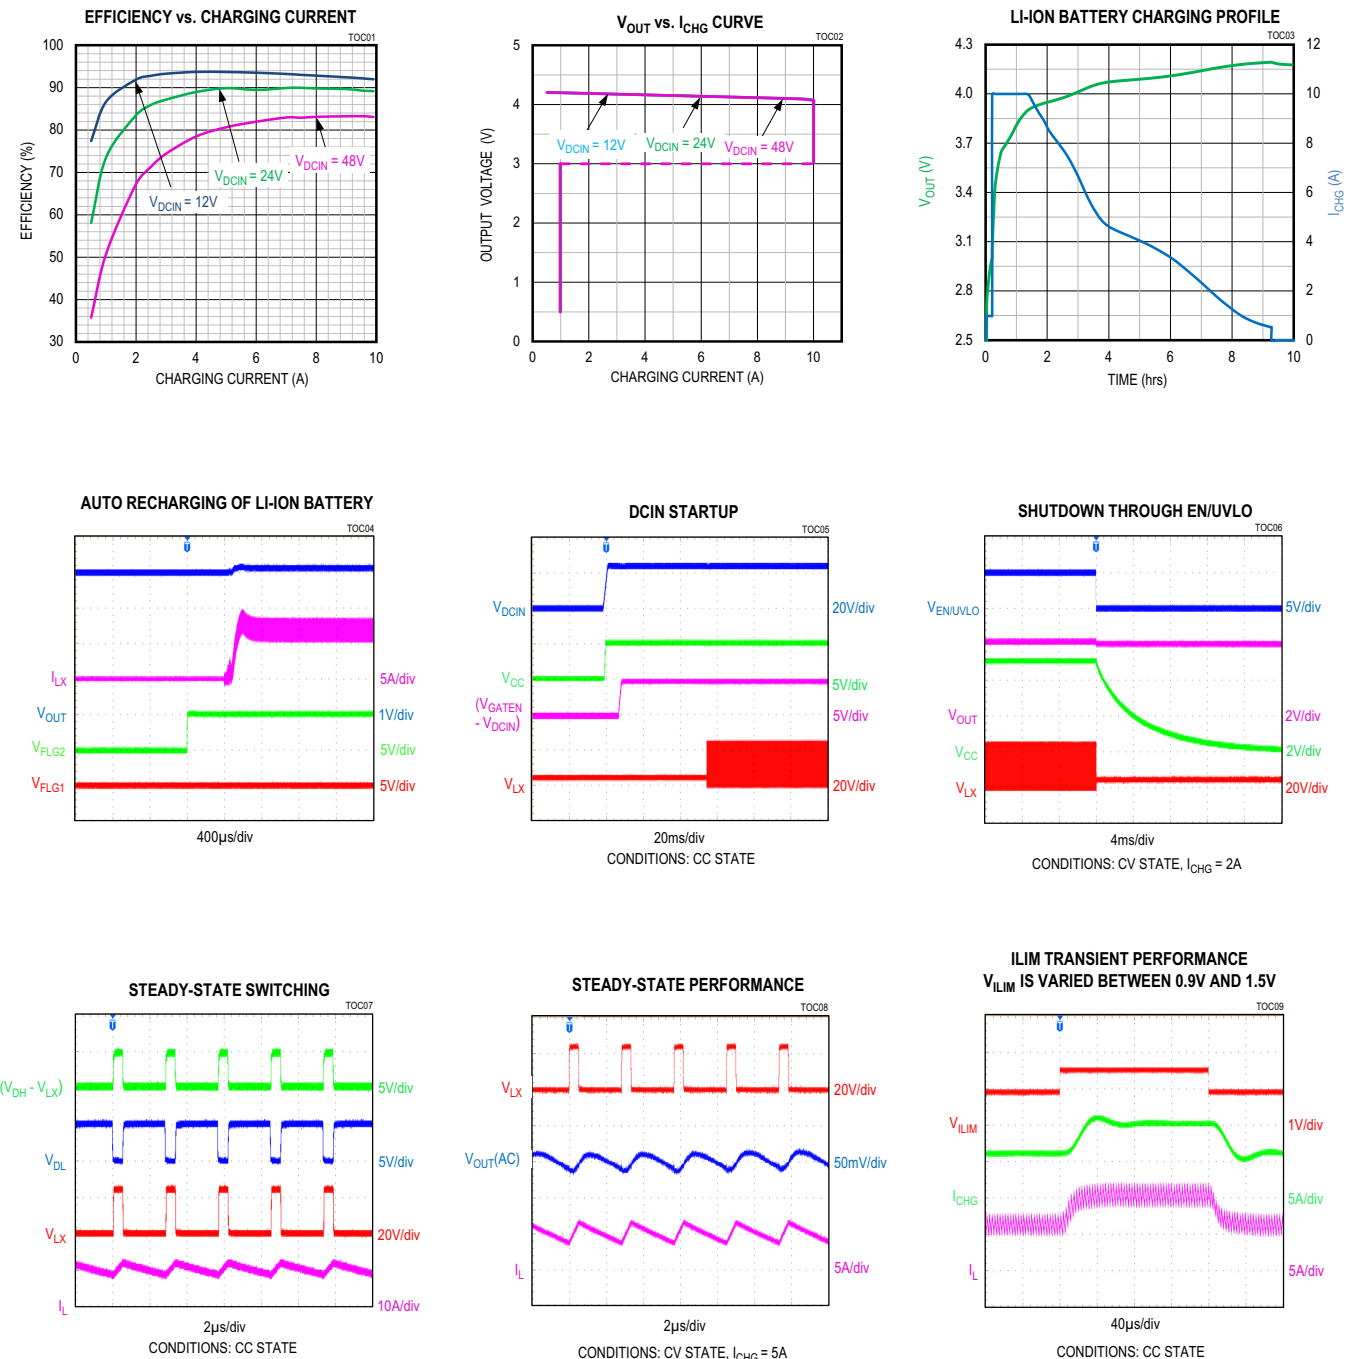 EFFICIENCY vs. CHARGING CURRENT
TOC01
EFFICIENCY (%)
100
90
80
70
60
50
40
30
0 2 4 6 8 10
CHARGING CURRENT (A)
VDCIN = 48V
VDCIN = 24V
VDCIN = 12V
VOUT vs. ICHG CURVE
TOC02
OUTPUT VOLTAGE (V)
5
4
3
2
1
0
0 2 4 6 8 10
CHARGING CURRENT (A)
VDCIN = 12V
VDCIN = 24V
VDCIN = 48V
LI-ION BATTERY CHARGING PROFILE
TOC03
VOUT (V)
4.3
4.0
3.7
3.4
3.1
2.8
2.5
12
10
8
6
4
2
0
ICHG (A)
0 2 4 6 8 10
TIME (hrs)
AUTO RECHARGING OF LI-ION BATTERY
TOC04
T
ILX
5A/div
VOUT
1V/div
VFLG2
5V/div
VFLG1
5V/div
400µs/div
DCIN STARTUP
TOC05
T
VDCIN
20V/div
VCC
5V/div
(VGATEN
- VDCIN)
5V/div
VLX
20V/div
20ms/div
CONDITIONS: CC STATE
SHUTDOWN THROUGH EN/UVLO
TOC06
T
VEN/UVLO
5V/div
VOUT
2V/div
VCC
2V/div
VLX
20V/div
4ms/div
CONDITIONS: CV STATE, ICHG = 2A
STEADY-STATE SWITCHING
TOC07
T
(VDH - VLX)
5V/div
VDL
5V/div
VLX
20V/div
IL
10A/div
2µs/div
CONDITIONS: CC STATE
STEADY-STATE PERFORMANCE
TOC08
T
VLX
20V/div
VOUT(AC)
50mV/div
IL
5A/div
2µs/div
CONDITIONS: CV STATE, ICHG = 5A
ILIM TRANSIENT PERFORMANCE
VILIM IS VARIED BETWEEN 0.9V AND 1.5V
TOC09
T
VILIM
1V/div
ICHG
5A/div
IL
5A/div
40µs/div
CONDITIONS: CC STATE